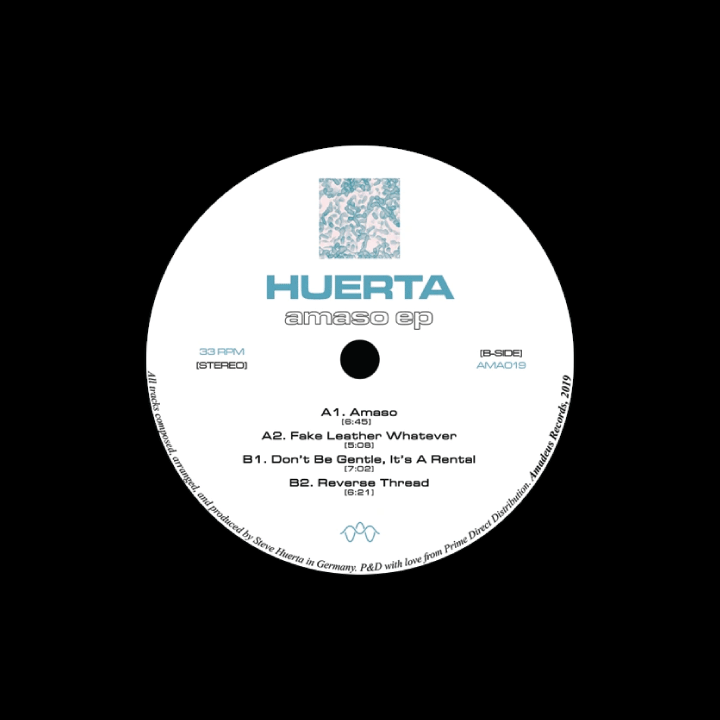 HUERTA
amaso ep
33 RPM
[STEREO]
[B-SIDE]
AMA019
A1. Amaso
[6:45]
A2. Fake Leather Whatever
[5:08]
B1. Don't Be Gentle, It's A Rental
[7:02]
B2. Reverse Thread
[6:21]
All tracks composed, arranged, and produced by Steve Huerta in Germany. P&D with love from Prime Direct Distribution. Amadeus Records, 2019